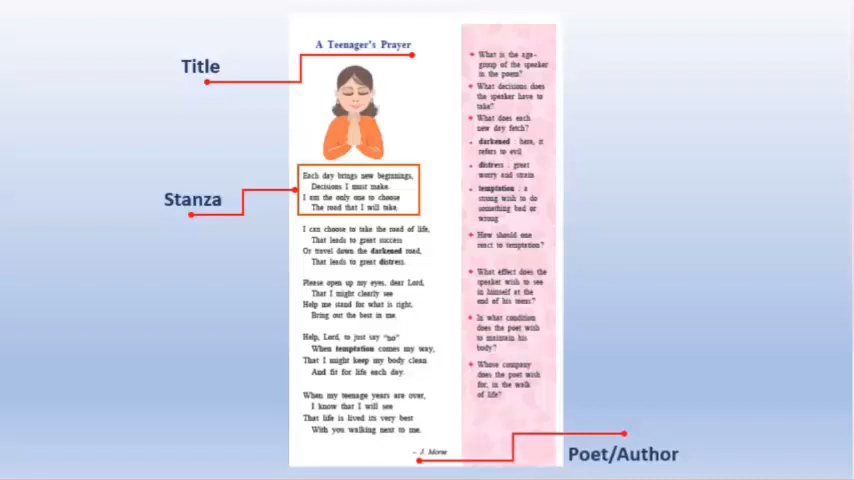 A Teenager's Prayer
Title
Stanza
Each day brings new beginnings,
Decisions I must make.
I am the only one to choose
The road that I will take.
I can choose to take the road of life,
That leads to great success
Or travel down the darkened road,
That leads to great distress.
Please open up my eyes, dear Lord,
That I might clearly see
Help me stand for what is right,
Bring out the best in me.
Help, Lord, to just say "no"
When temptation comes my way,
That I might keep my body clean
And fit for life each day.
When my teenage years are over,
I know that I will see
That life is lived its very best
With you walking next to me.
- J. Morse
Poet/Author
What is the age-
group of the speaker
in the poem?
What decisions does
the speaker have to
take?
What does each
new day fetch?
darkened : here, it
refers to evil
distress : great
worry and strain
temptation : a
strong wish to do
something bad or
wrong
How should one
react to temptation?
What effect does the
speaker wish to see
in himself at the
end of his teens?
In what condition
does the poet wish
to maintain his
body?
Whose company
does the poet wish
for, in the walk
of life?